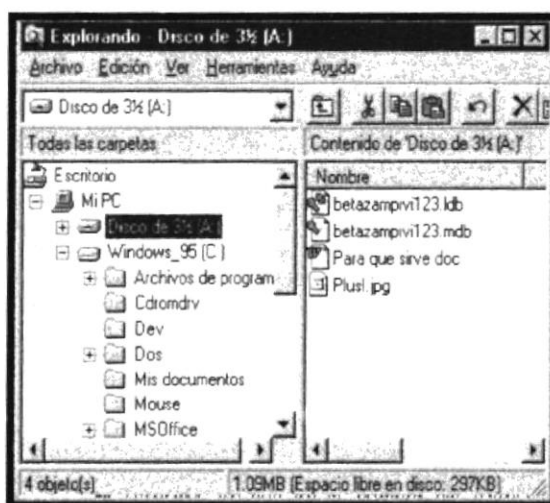 Explorando - Disco de 3½ (A:)
Archivo Edición Ver Herramientas Ayuda
Disco de 3½ (A:)
Todas las carpetas
Contenido de 'Disco de 3½ (A:)'
Escritorio
Mi PC
Disco de 3½ (A:)
Windows_95 (C:)
Archivos de program
Cdromdrv
Dev
Dos
Mis documentos
Mouse
MSOffice
Nombre
betazamprvi123.ldb
betazamprvi123.mdb
Para que sirve doc
Plusl.jpg
4 objeto(s)
1.09MB (Espacio libre en disco: 297KB)